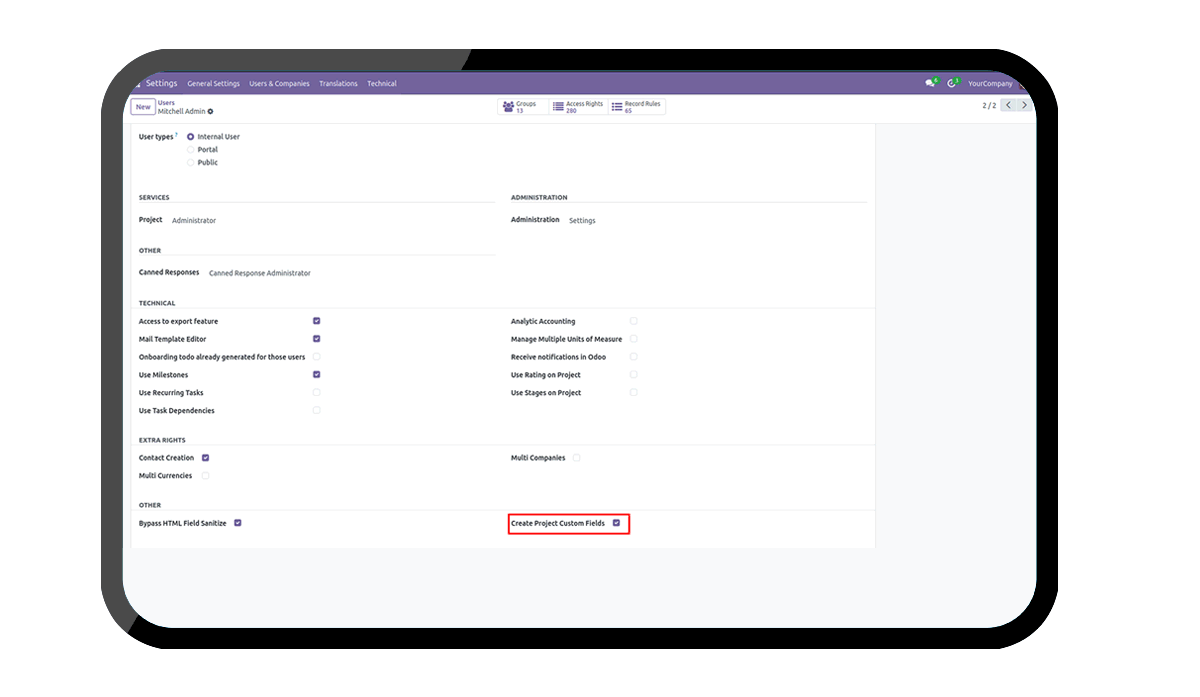 Settings General Settings Users & Companies Translations Technical
6 1 YourCompany
New Users
Mitchell Admin
Groups 13
Access Rights 280
Record Rules 65
2 / 2
User types ? Internal User
Portal
Public
SERVICES ADMINISTRATION
Project Administrator Administration Settings
OTHER
Canned Responses Canned Response Administrator
TECHNICAL
Access to export feature Analytic Accounting
Mail Template Editor Manage Multiple Units of Measure
Onboarding todo already generated for those users Receive notifications in Odoo
Use Milestones Use Rating on Project
Use Recurring Tasks Use Stages on Project
Use Task Dependencies
EXTRA RIGHTS
Contact Creation Multi Companies
Multi Currencies
OTHER
Bypass HTML Field Sanitize Create Project Custom Fields